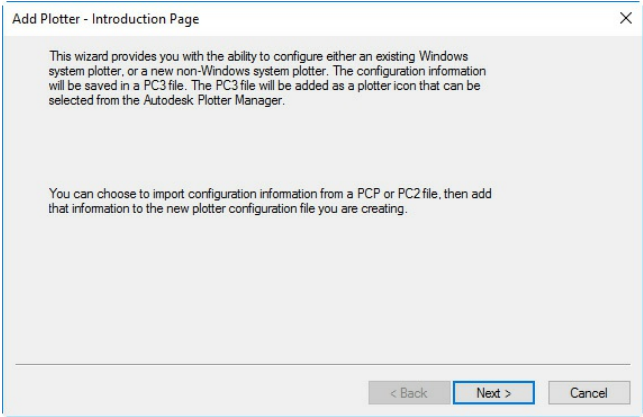 Add Plotter - Introduction Page
This wizard provides you with the ability to configure either an existing Windows
system plotter, or a new non-Windows system plotter. The configuration information
will be saved in a PC3 file. The PC3 file will be added as a plotter icon that can be
selected from the Autodesk Plotter Manager.
You can choose to import configuration information from a PCP or PC2 file, then add
that information to the new plotter configuration file you are creating.
< Back Next > Cancel